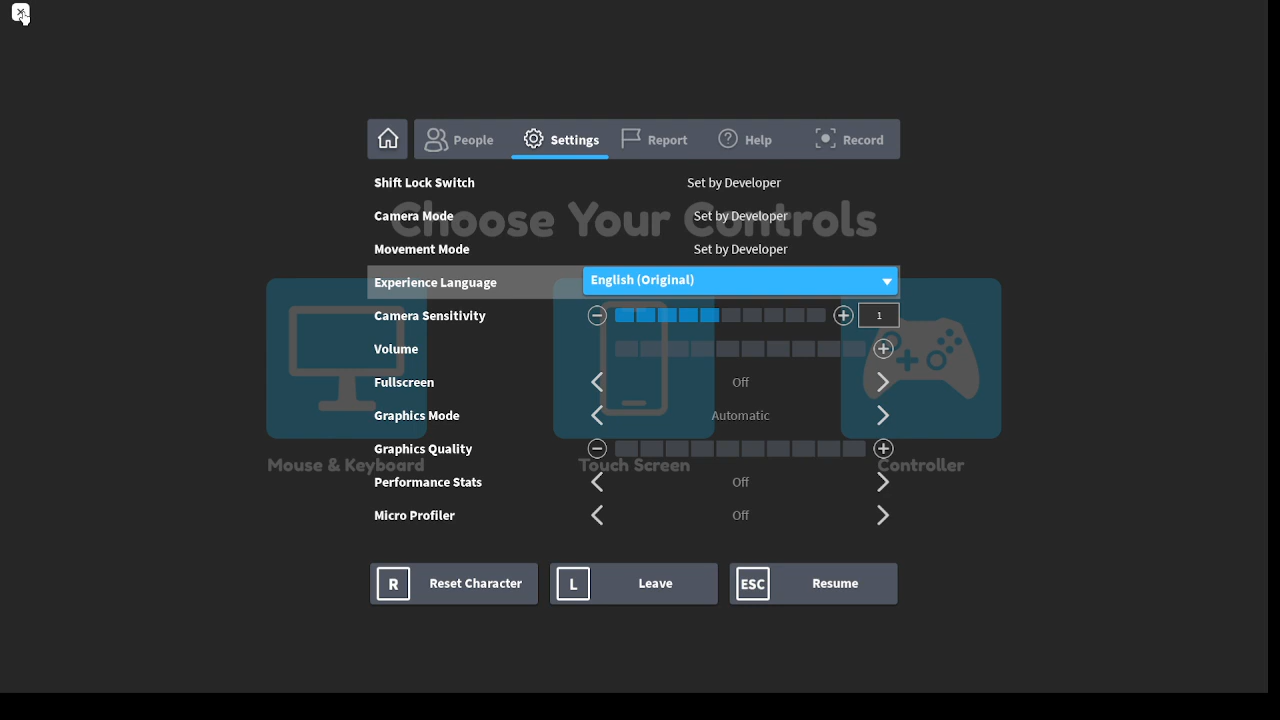 People
Settings
Report
Help
Record
Shift Lock Switch
Set by Developer
Choose Your Controls
Camera Mode
Set by Developer
Movement Mode
Set by Developer
Experience Language
English (Original)
Camera Sensitivity
1
Volume
Fullscreen
Off
Graphics Mode
Automatic
Graphics Quality
Mouse & Keyboard
Touch Screen
Controller
Performance Stats
Off
Micro Profiler
Off
R
Reset Character
L
Leave
ESC
Resume